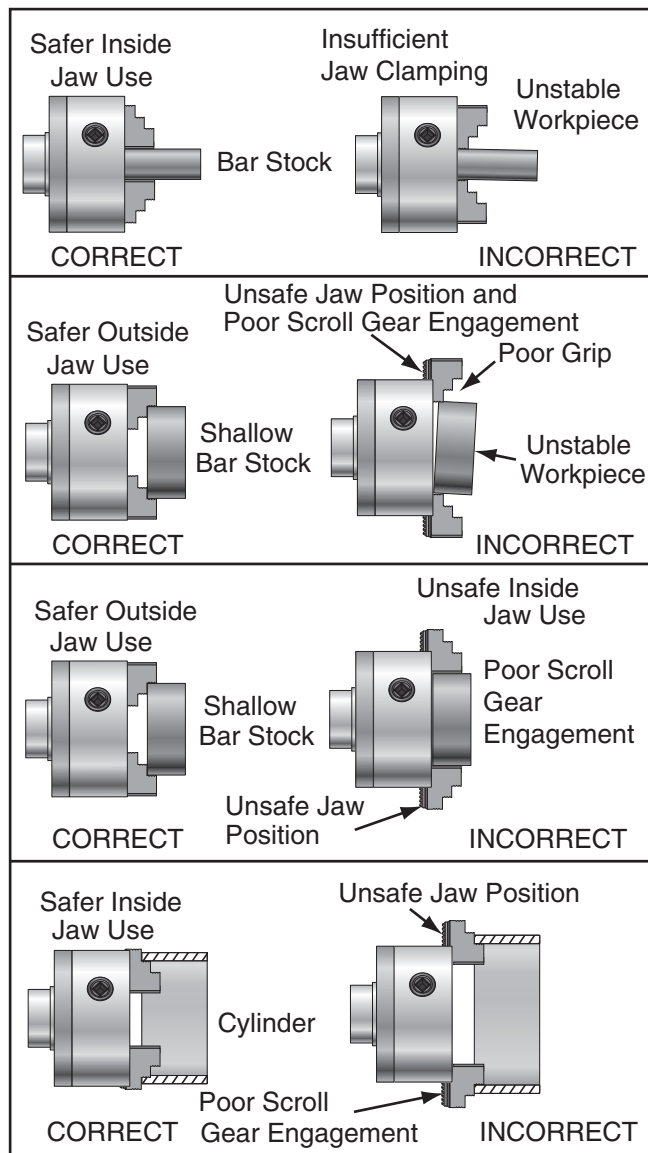 Safer Inside
Jaw Use
Bar Stock
CORRECT
Insufficient
Jaw Clamping
Unstable
Workpiece
INCORRECT
Safer Outside
Jaw Use
Shallow
Bar Stock
CORRECT
Unsafe Jaw Position and
Poor Scroll Gear Engagement
Poor Grip
Unstable
Workpiece
INCORRECT
Safer Outside
Jaw Use
Shallow
Bar Stock
CORRECT
Unsafe Inside
Jaw Use
Poor Scroll
Gear
Engagement
Unsafe Jaw
Position
INCORRECT
Safer Inside
Jaw Use
Cylinder
CORRECT
Unsafe Jaw Position
Poor Scroll
Gear Engagement
INCORRECT